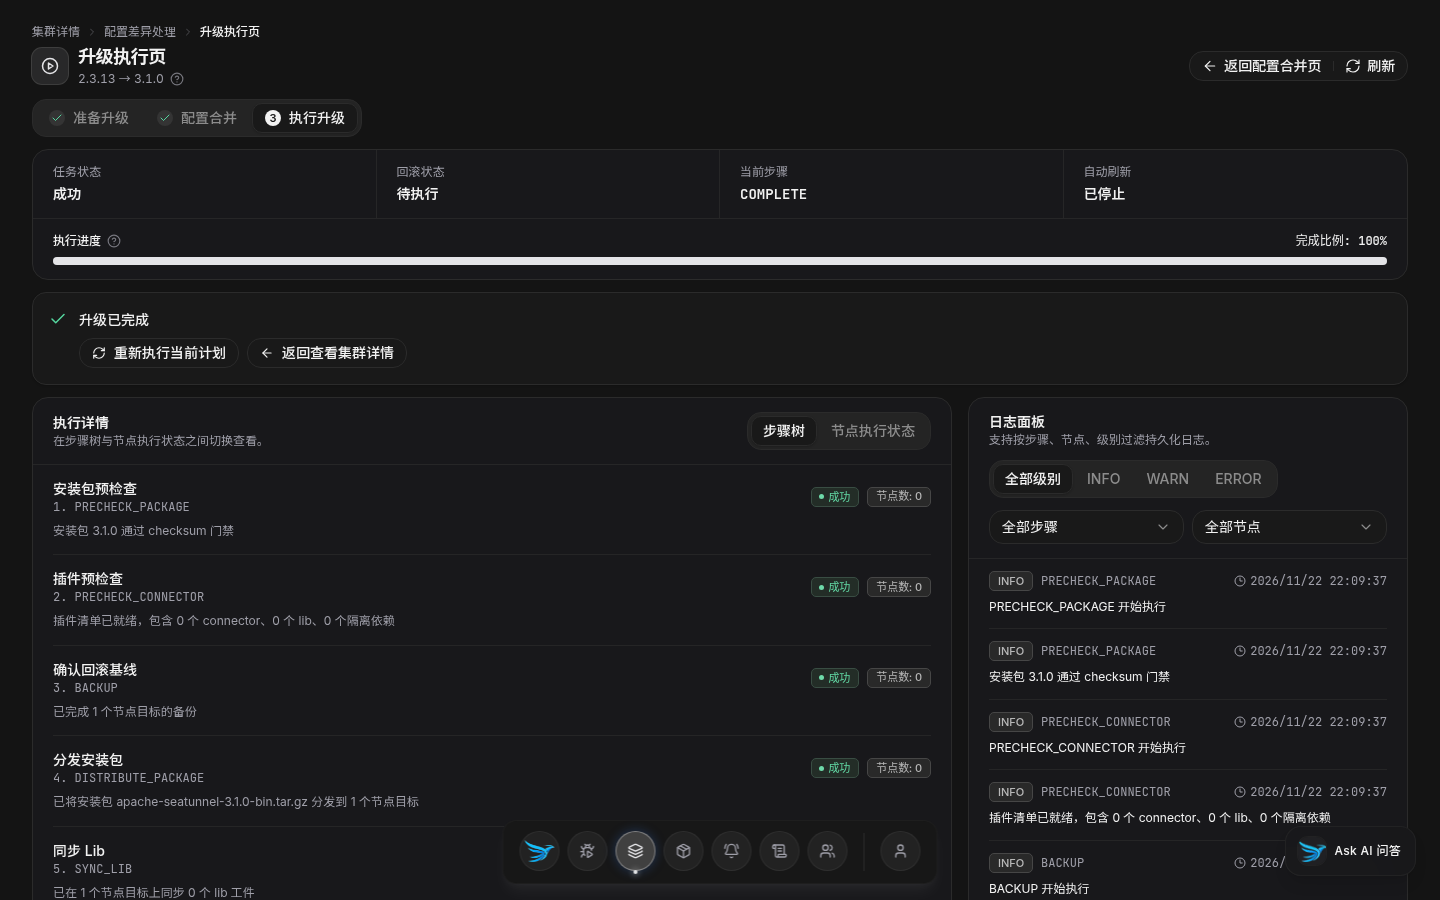 集群详情 > 配置差异处理 > 升级执行页
升级执行页
2.3.13 → 3.1.0
返回配置合并页
刷新
准备升级
配置合并
3 执行升级
任务状态
成功
回滚状态
待执行
当前步骤
COMPLETE
自动刷新
已停止
执行进度
完成比例: 100%
升级已完成
重新执行当前计划
返回查看集群详情
执行详情
在步骤树与节点执行状态之间切换查看。
步骤树
节点执行状态
安装包预检查
1. PRECHECK_PACKAGE
安装包 3.1.0 通过 checksum 门禁
成功
节点数: 0
插件预检查
2. PRECHECK_CONNECTOR
插件清单已就绪，包含 0 个 connector、0 个 lib、0 个隔离依赖
成功
节点数: 0
确认回滚基线
3. BACKUP
已完成 1 个节点目标的备份
成功
节点数: 0
分发安装包
4. DISTRIBUTE_PACKAGE
已将安装包 apache-seatunnel-3.1.0-bin.tar.gz 分发到 1 个节点目标
成功
节点数: 0
同步 Lib
5. SYNC_LIB
已在 1 个节点目标上同步 0 个 lib 工件
日志面板
支持按步骤、节点、级别过滤持久化日志。
全部级别
INFO
WARN
ERROR
全部步骤
全部节点
INFO PRECHECK_PACKAGE 2026/11/22 22:09:37
PRECHECK_PACKAGE 开始执行
INFO PRECHECK_PACKAGE 2026/11/22 22:09:37
安装包 3.1.0 通过 checksum 门禁
INFO PRECHECK_CONNECTOR 2026/11/22 22:09:37
PRECHECK_CONNECTOR 开始执行
INFO PRECHECK_CONNECTOR 2026/11/22 22:09:37
插件清单已就绪，包含 0 个 connector、0 个 lib、0 个隔离依赖
INFO BACKUP 2026/11/22
BACKUP 开始执行
Ask AI 问答